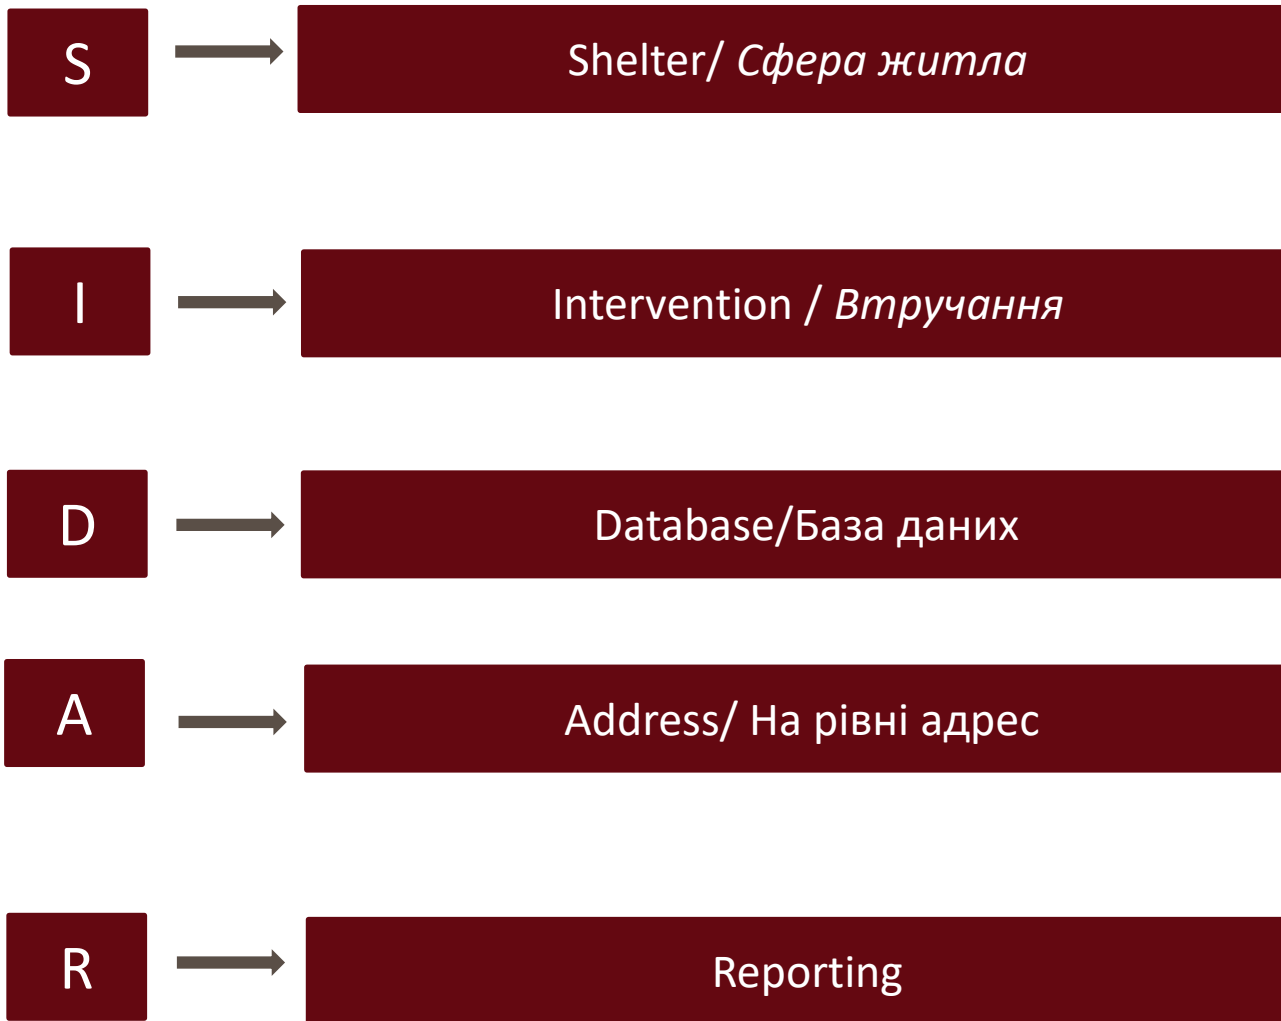 S
Shelter/ Сфера житла
I
Intervention / Втручання
D
Database/База даних
A
Address/ На рівні адрес
R
Reporting